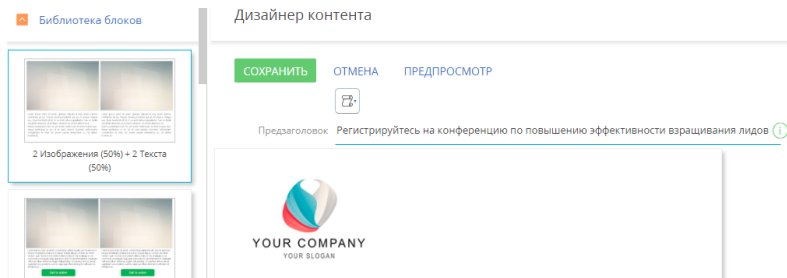 Библиотека блоков
Дизайнер контента
СОХРАНИТЬ ОТМЕНА ПРЕДПРОСМОТР
Предзаголовок Регистрируйтесь на конференцию по повышению эффективности взращивания лидов
2 Изображения (50%) + 2 Текста
(50%)
YOUR COMPANY
YOUR SLOGAN